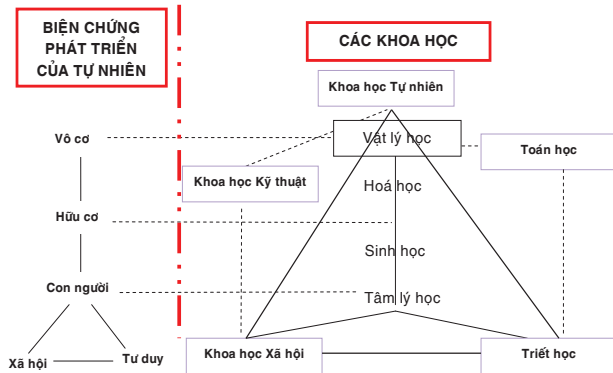 BIỆN CHỨNG
PHÁT TRIỂN
CỦA TỰ NHIÊN
CÁC KHOA HỌC
Khoa học Tự nhiên
Vô cơ
Vật lý học
Toán học
Khoa học Kỹ thuật
Hoá học
Hữu cơ
Sinh học
Con người
Tâm lý học
Xã hội
Tư duy
Khoa học Xã hội
Triết học